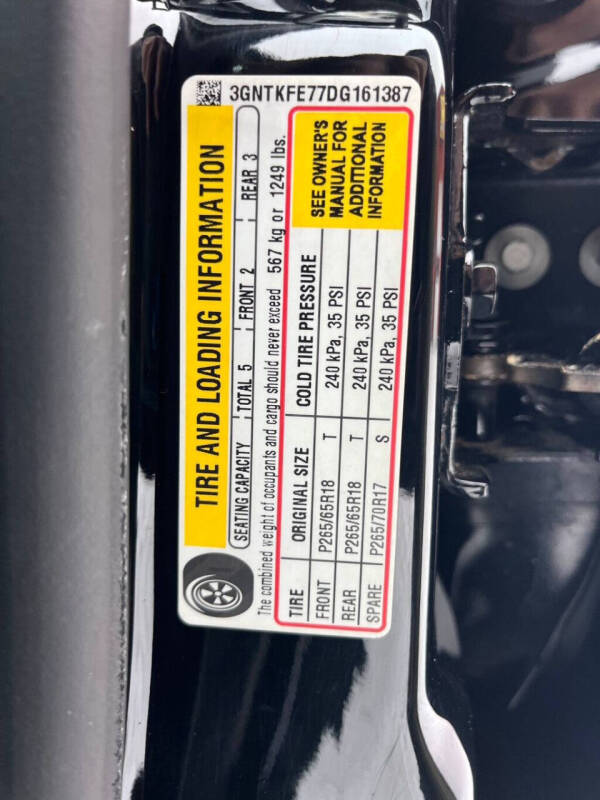 3GNTKFE77DG161387
TIRE AND LOADING INFORMATION
SEATING CAPACITY TOTAL 5 FRONT 2 REAR 3
The combined weight of occupants and cargo should never exceed 567 kg or 1249 lbs.
TIRE ORIGINAL SIZE COLD TIRE PRESSURE
FRONT P265/65R18 T 240 kPa, 35 PSI
REAR P265/65R18 T 240 kPa, 35 PSI
SPARE P265/70R17 S 240 kPa, 35 PSI
SEE OWNER'S
MANUAL FOR
ADDITIONAL
INFORMATION